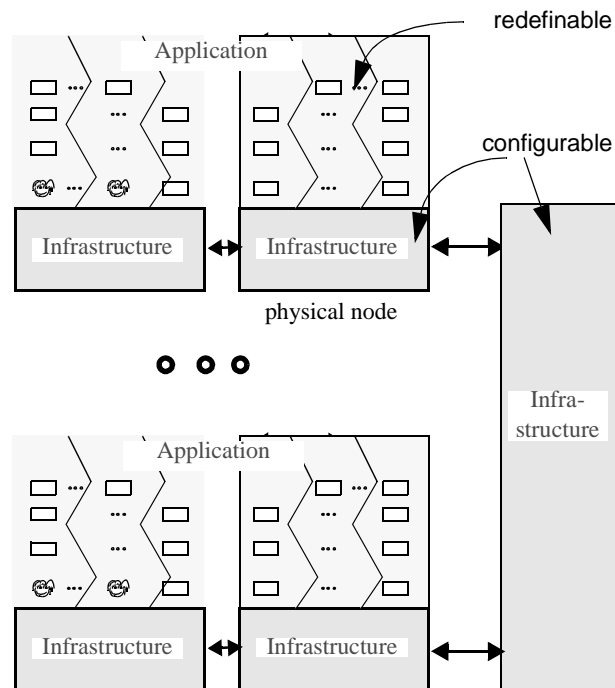 redefinable
Application
configurable
Infrastructure
Infrastructure
physical node
Infra-
structure
Application
Infrastructure
Infrastructure